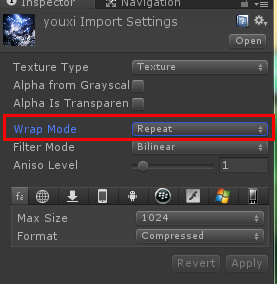 Inspector Navigation
youxi Import Settings
Open
Texture Type Texture
Alpha from Grayscal
Alpha Is Transparen
Wrap Mode Repeat
Filter Mode Bilinear
Aniso Level 1
Max Size 1024
Format Compressed
Revert Apply